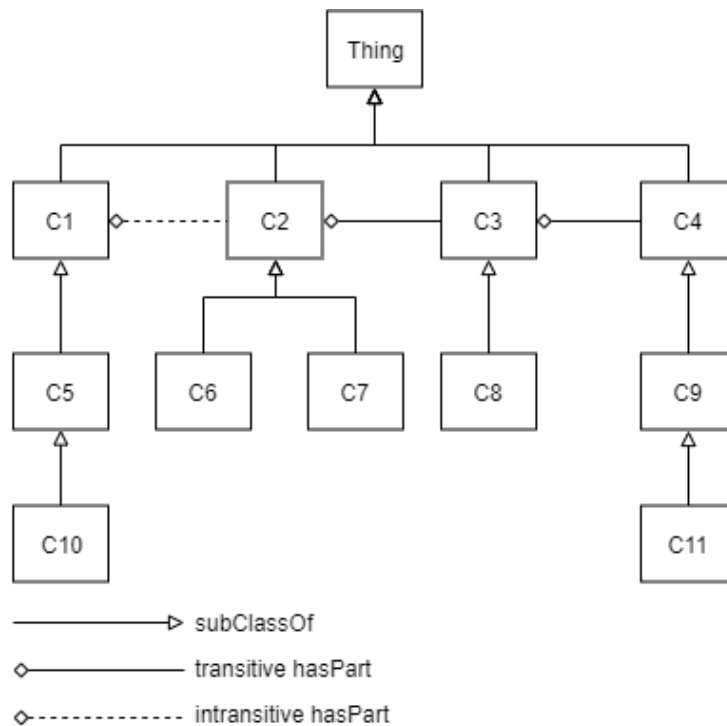 Thing
C1
C2
C3
C4
C5
C6
C7
C8
C9
C10
C11
subClassOf
transitive hasPart
intransitive hasPart